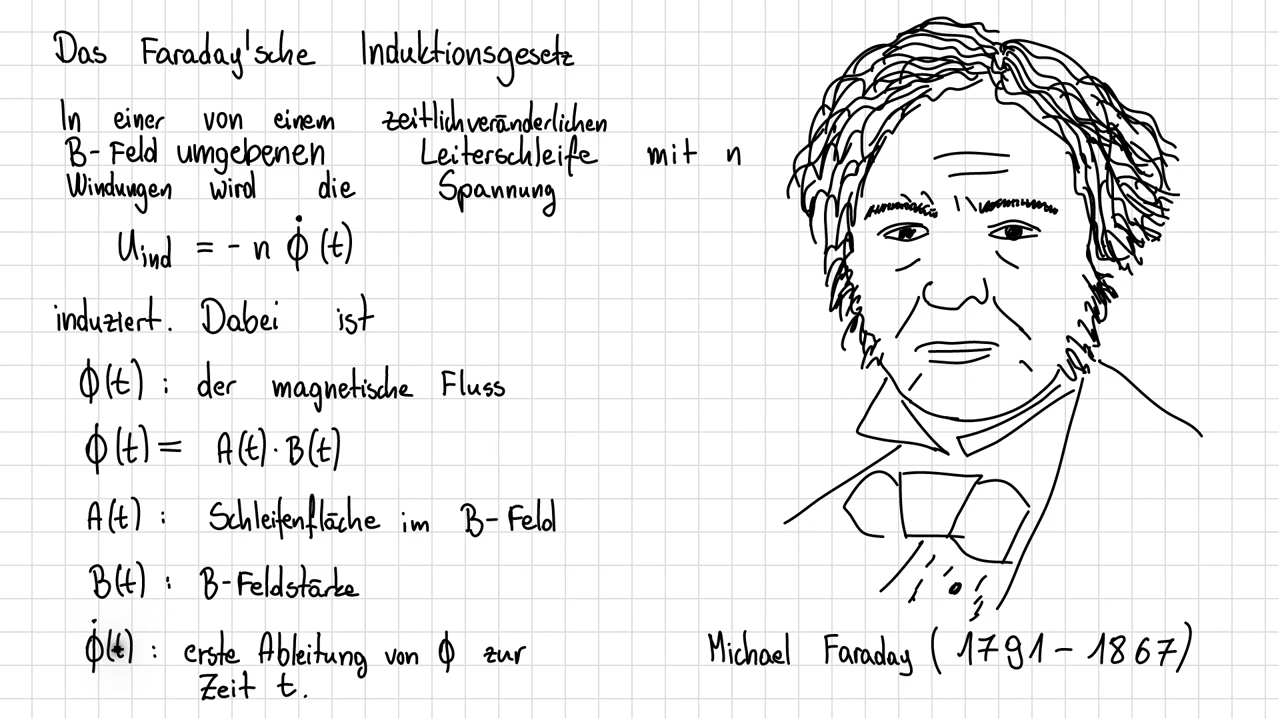 Das Faraday'sche Induktionsgesetz
In einer von einem zeitlichveränderlichen
B-Feld umgebenen Leiterschleife mit n
Windungen wird die Spannung
U_ind = - n ϕ̇ (t)
induziert. Dabei ist
ϕ(t) : der magnetische Fluss
ϕ(t) = A(t) · B(t)
A(t) : Schleifenfläche im B-Feld
B(t) : B-Feldstärke
ϕ̇(t) : erste Ableitung von ϕ zur
Zeit t.
Michael Faraday (1791 - 1867)